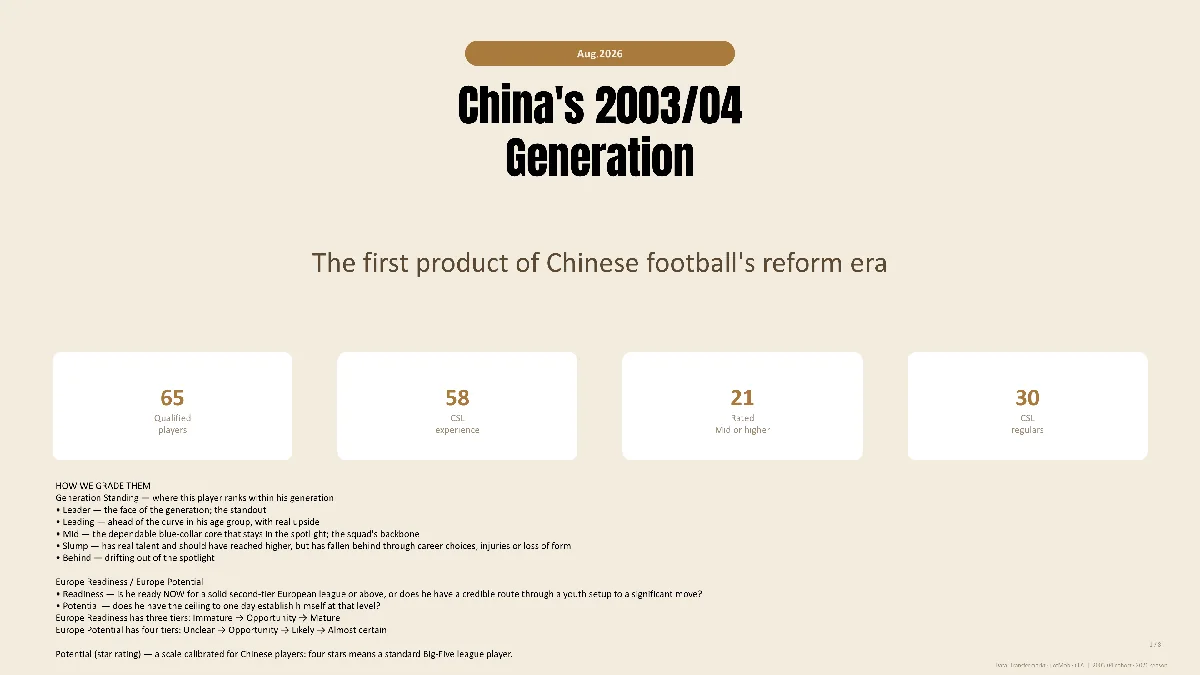 Aug.2026
China's 2003/04
Generation
The first product of Chinese football's reform era
65
Qualified
players
58
CSL
experience
21
Rated
Mid or higher
30
CSL
regulars
HOW WE GRADE THEM
Generation Standing — where this player ranks within his generation
• Leader — the face of the generation; the standout
• Leading — ahead of the curve in his age group, with real upside
• Mid — the dependable blue-collar core that stays in the spotlight; the squad's backbone
• Slump — has real talent and should have reached higher, but has fallen behind through career choices, injuries or loss of form
• Behind — drifting out of the spotlight
Europe Readiness / Europe Potential
• Readiness — is he ready NOW for a solid second-tier European league or above, or does he have a credible route through a youth setup to a significant move?
• Potential — does he have the ceiling to one day establish himself at that level?
Europe Readiness has three tiers: Immature → Opportunity → Mature
Europe Potential has four tiers: Unclear → Opportunity → Likely → Almost certain
Potential (star rating) — a scale calibrated for Chinese players: four stars means a standard Big-Five league player.
Data: Transfermarkt · FotMob